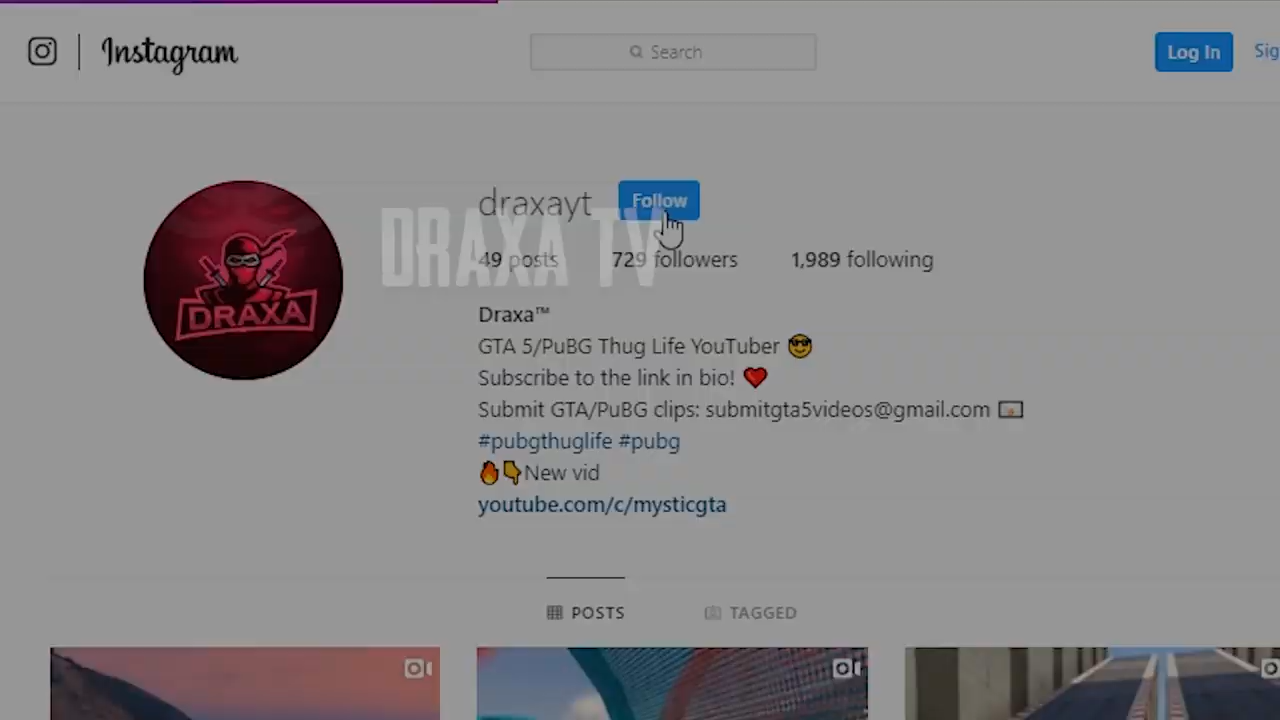 Instagram
Search
Log In
Sig
draxayt
Follow
DRAXA TV
49 posts
729 followers
1,989 following
DRAXA
Draxa™
GTA 5/PuBG Thug Life YouTuber 😎
Subscribe to the link in bio! ❤️
Submit GTA/PuBG clips: submitgta5videos@gmail.com
#pubgthuglife #pubg
🔥👇New vid
youtube.com/c/mysticgta
POSTS
TAGGED